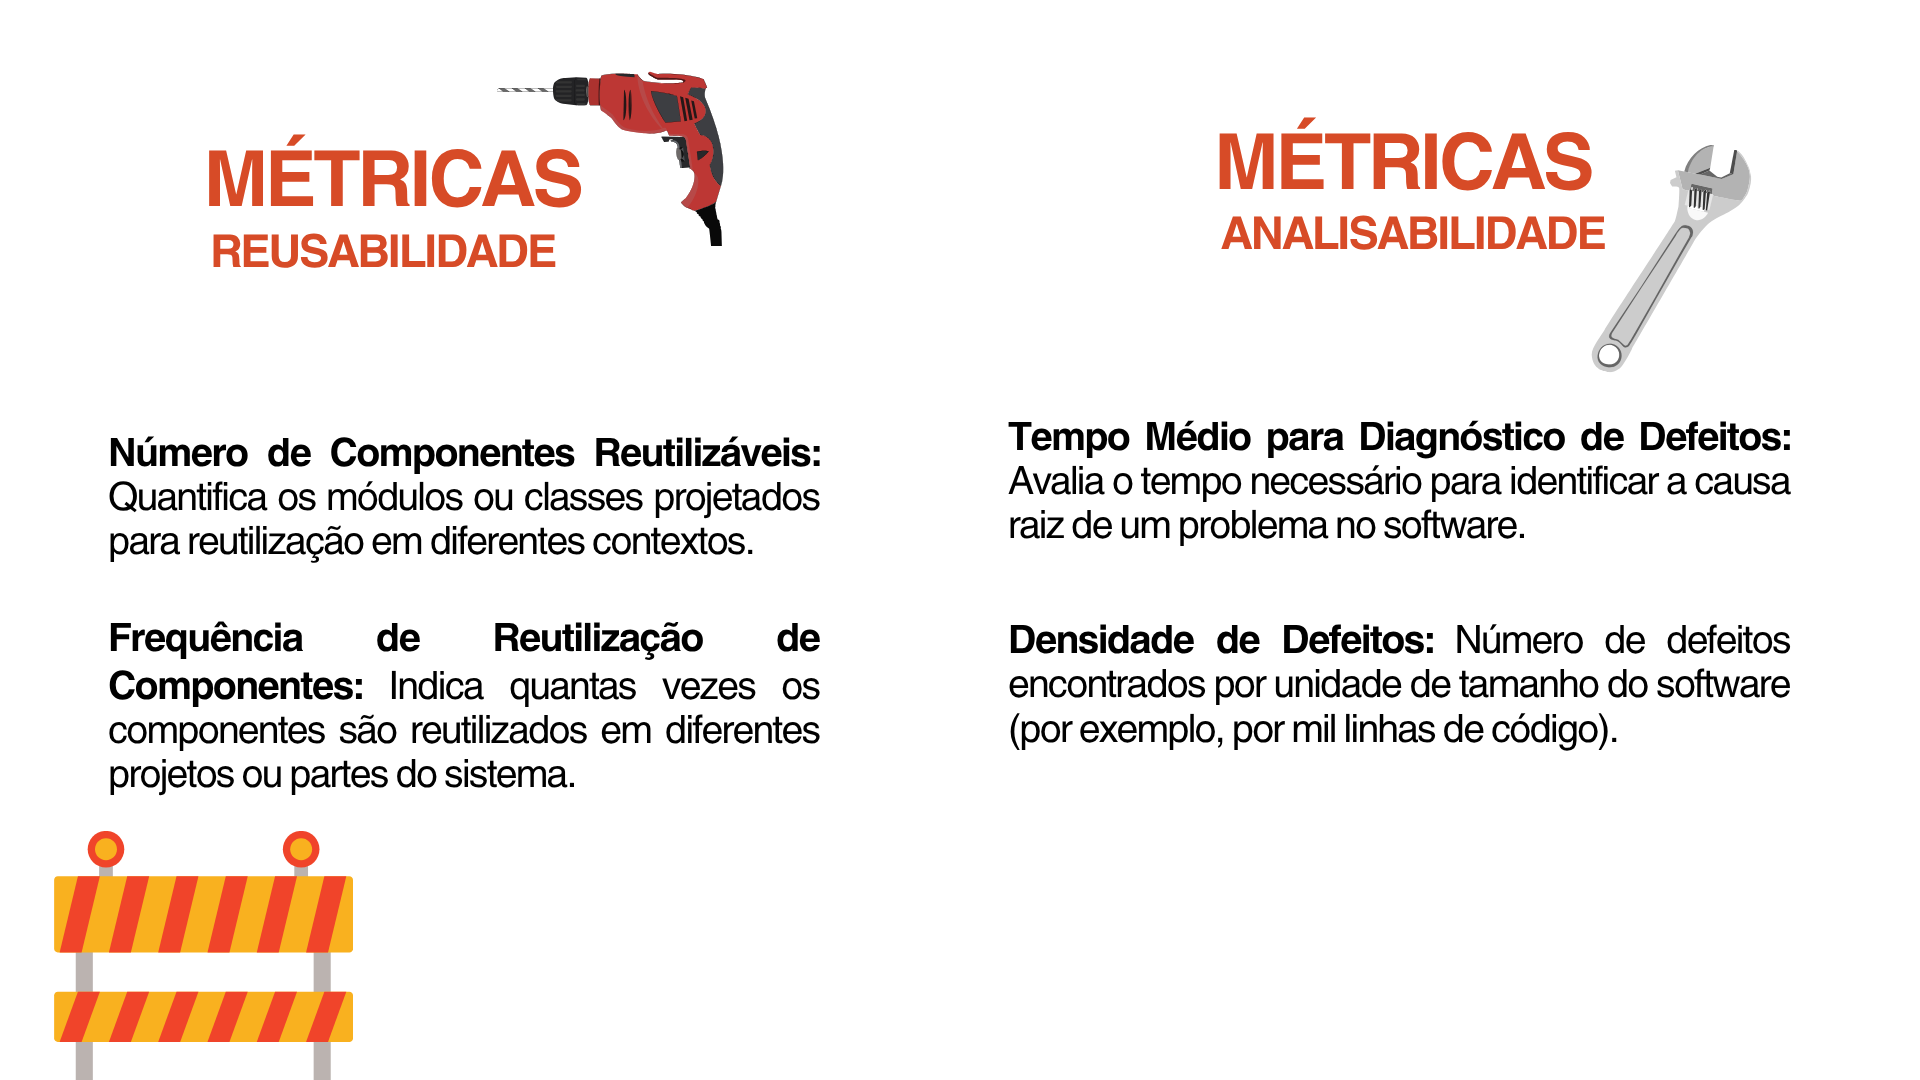 MÉTRICAS
REUSABILIDADE
Número de Componentes Reutilizáveis:
Quantifica os módulos ou classes projetados
para reutilização em diferentes contextos.
Frequência de Reutilização de
Componentes: Indica quantas vezes os
componentes são reutilizados em diferentes
projetos ou partes do sistema.
MÉTRICAS
ANALISABILIDADE
Tempo Médio para Diagnóstico de Defeitos:
Avalia o tempo necessário para identificar a causa
raiz de um problema no software.
Densidade de Defeitos: Número de defeitos
encontrados por unidade de tamanho do software
(por exemplo, por mil linhas de código).